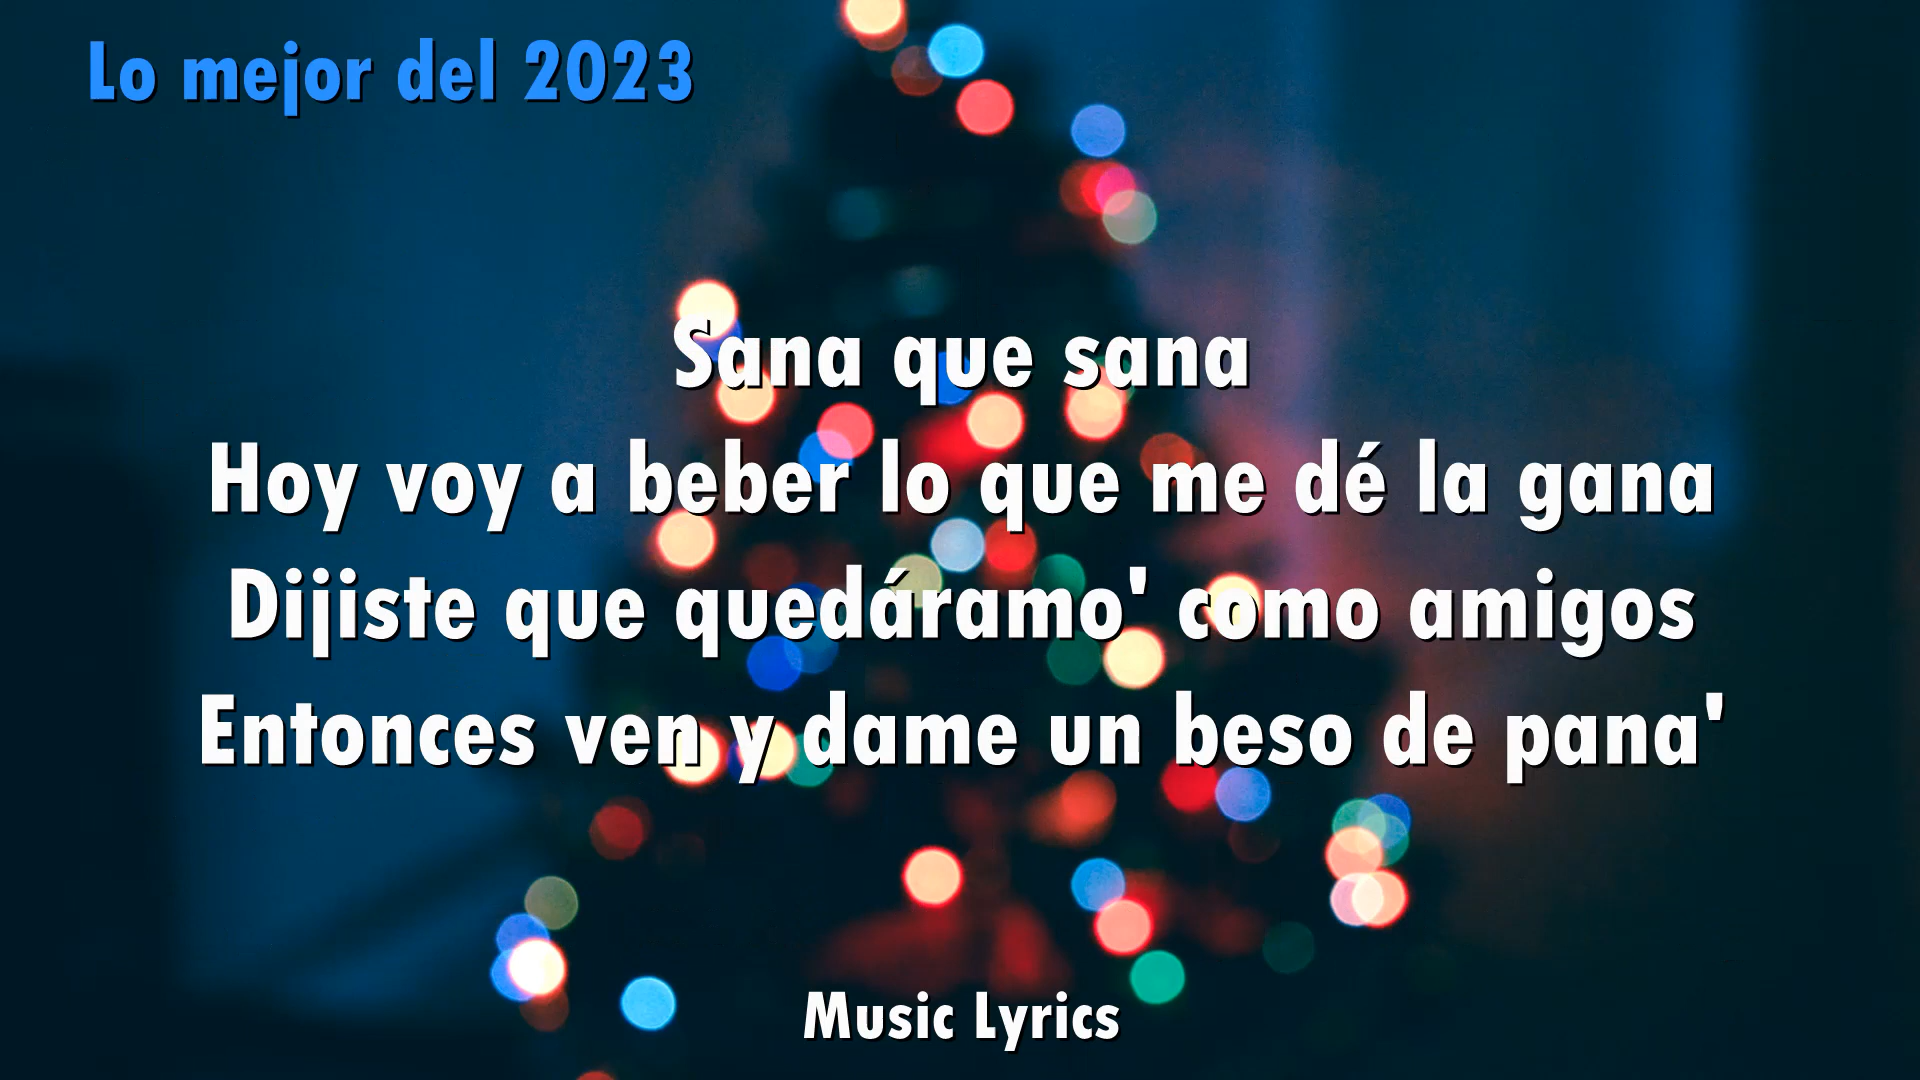 Lo mejor del 2023
Sana que sana
Hoy voy a beber lo que me dé la gana
Dijiste que quedáramo' como amigos
Entonces ven y dame un beso de pana'
Music Lyrics